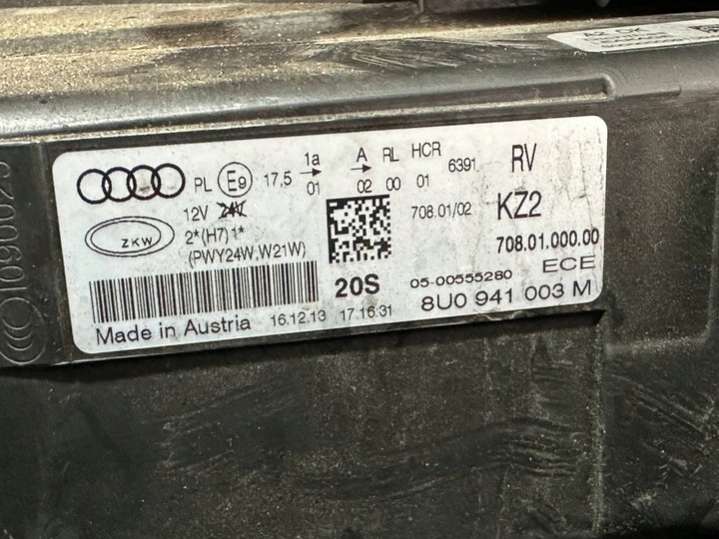 PL E9 17,5 1a → 01 A → 02 RL 00 HCR 01 6391 RV
12V 24V 708.01/02 KZ2
ZKW 2*(H7)1* 708.01.000.00
(PWY24W,W21W) ECE
20S 05-00555280
8U0 941 003 M
Made in Austria 16.12.13 17.16:31